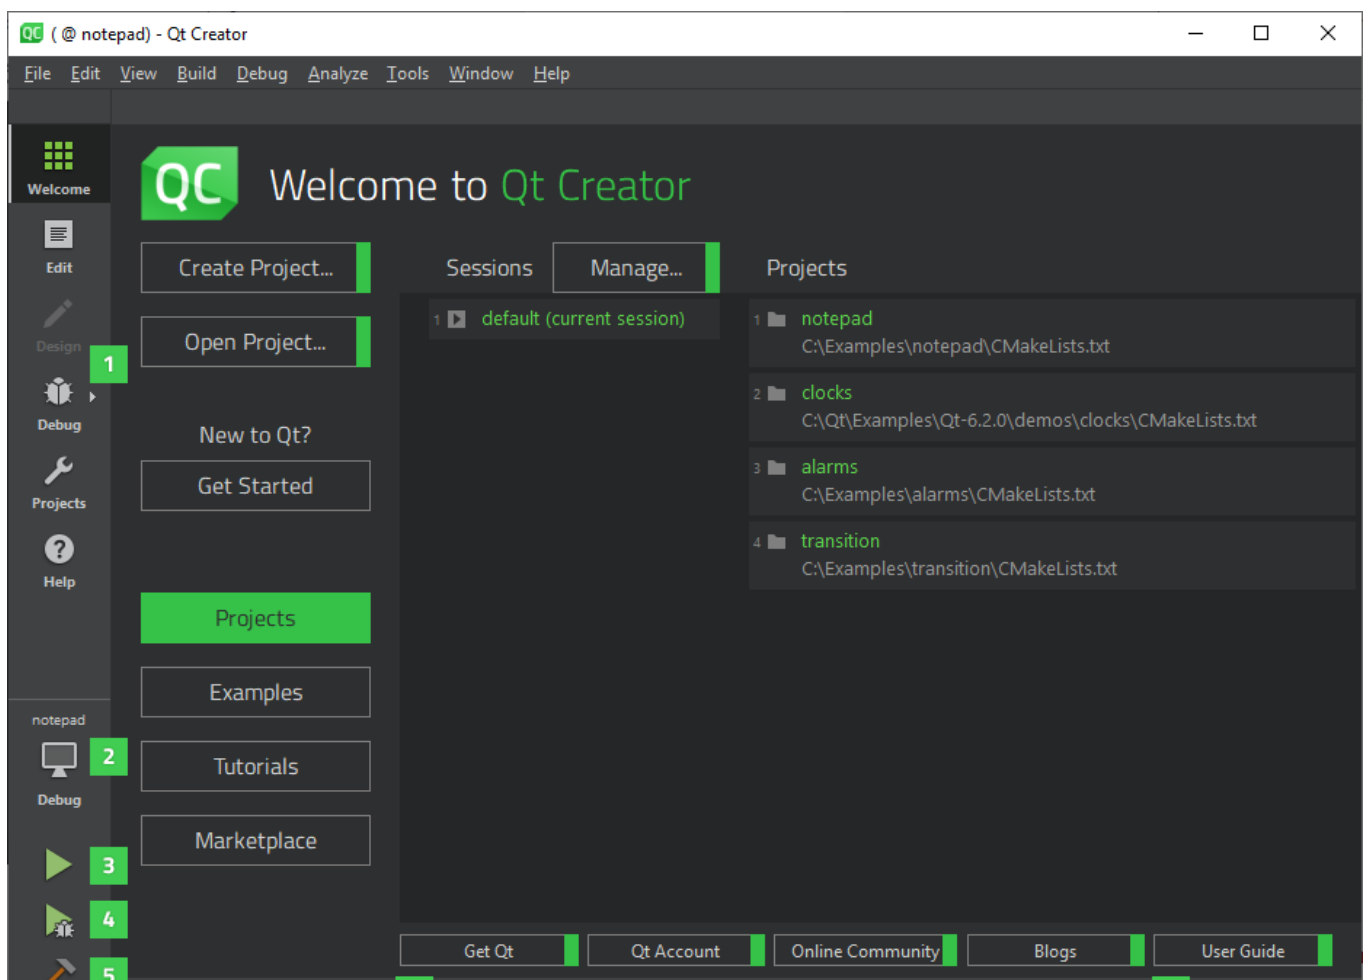 QC ( @ notepad) - Qt Creator
File Edit View Build Debug Analyze Tools Window Help
Welcome
Edit
Design
1
Debug
Projects
Help
notepad
2
Debug
3
4
5
QC Welcome to Qt Creator
Create Project...
Open Project...
New to Qt?
Get Started
Projects
Examples
Tutorials
Marketplace
Sessions Manage...
1 default (current session)
Projects
1 notepad
C:\Examples\notepad\CMakeLists.txt
2 clocks
C:\Qt\Examples\Qt-6.2.0\demos\clocks\CMakeLists.txt
3 alarms
C:\Examples\alarms\CMakeLists.txt
4 transition
C:\Examples\transition\CMakeLists.txt
Get Qt Qt Account Online Community Blogs User Guide